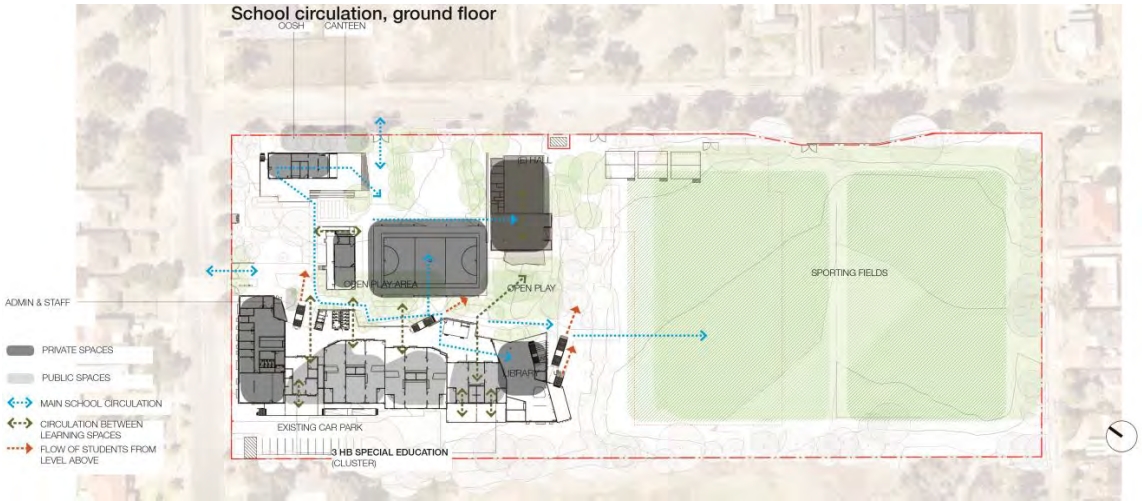 School circulation, ground floor
OOSH
CANTEEN
(E) HALL
OPEN PLAY AREA
OPEN PLAY
SPORTING FIELDS
ADMIN & STAFF
LIBRARY
PRIVATE SPACES
PUBLIC SPACES
MAIN SCHOOL CIRCULATION
CIRCULATION BETWEEN
LEARNING SPACES
FLOW OF STUDENTS FROM
LEVEL ABOVE
EXISTING CAR PARK
3 HB SPECIAL EDUCATION
(CLUSTER)